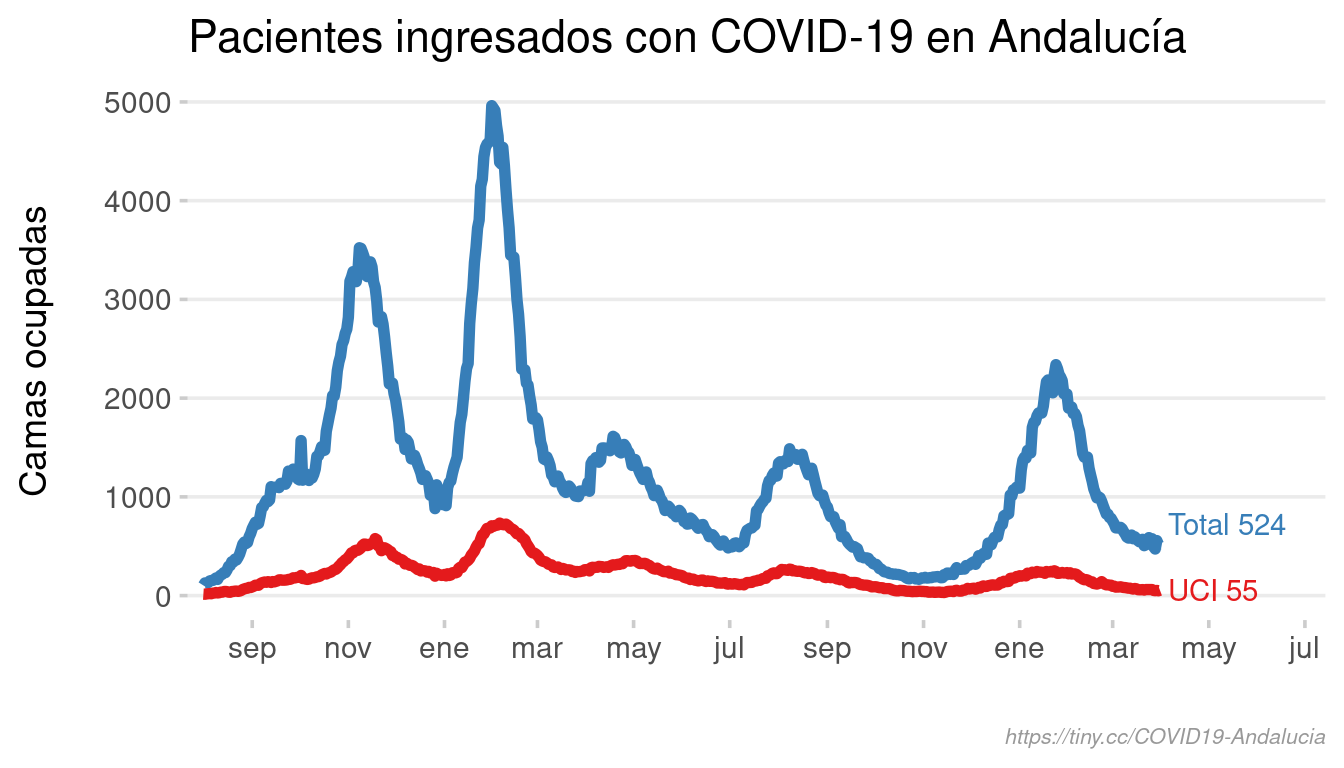 Pacientes ingresados con COVID-19 en Andalucía
Camas ocupadas
5000
4000
3000
2000
1000
0
Total 524
UCI 55
sep nov ene mar may jul sep nov ene mar may jul
https://tiny.cc/COVID19-Andalucia